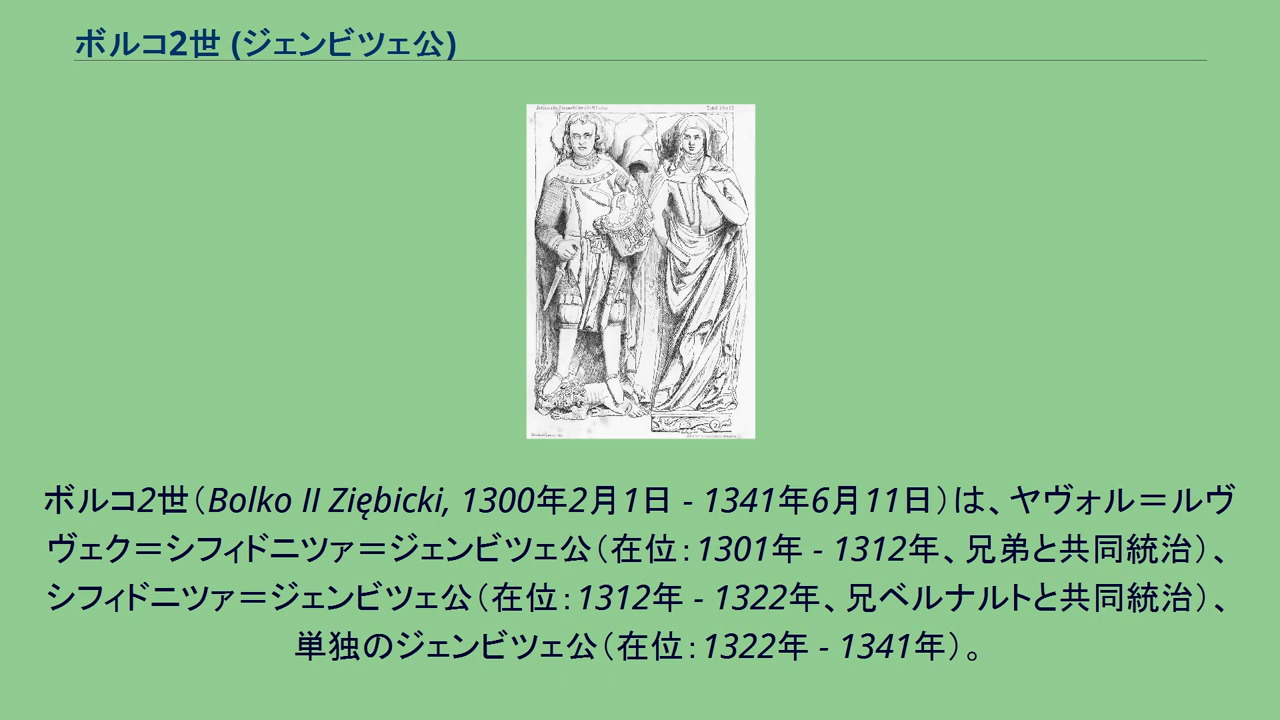 ボルコ2世 (ジェンビツェ公)
ボルコ2世（Bolko II Ziębicki, 1300年2月1日 - 1341年6月11日）は、ヤヴォル＝ルヴ
ヴェク＝シフィドニツァ＝ジェンビツェ公（在位：1301年 - 1312年、兄弟と共同統治）、
シフィドニツァ＝ジェンビツェ公（在位：1312年 - 1322年、兄ベルナルトと共同統治）、
単独のジェンビツェ公（在位：1322年 - 1341年）。